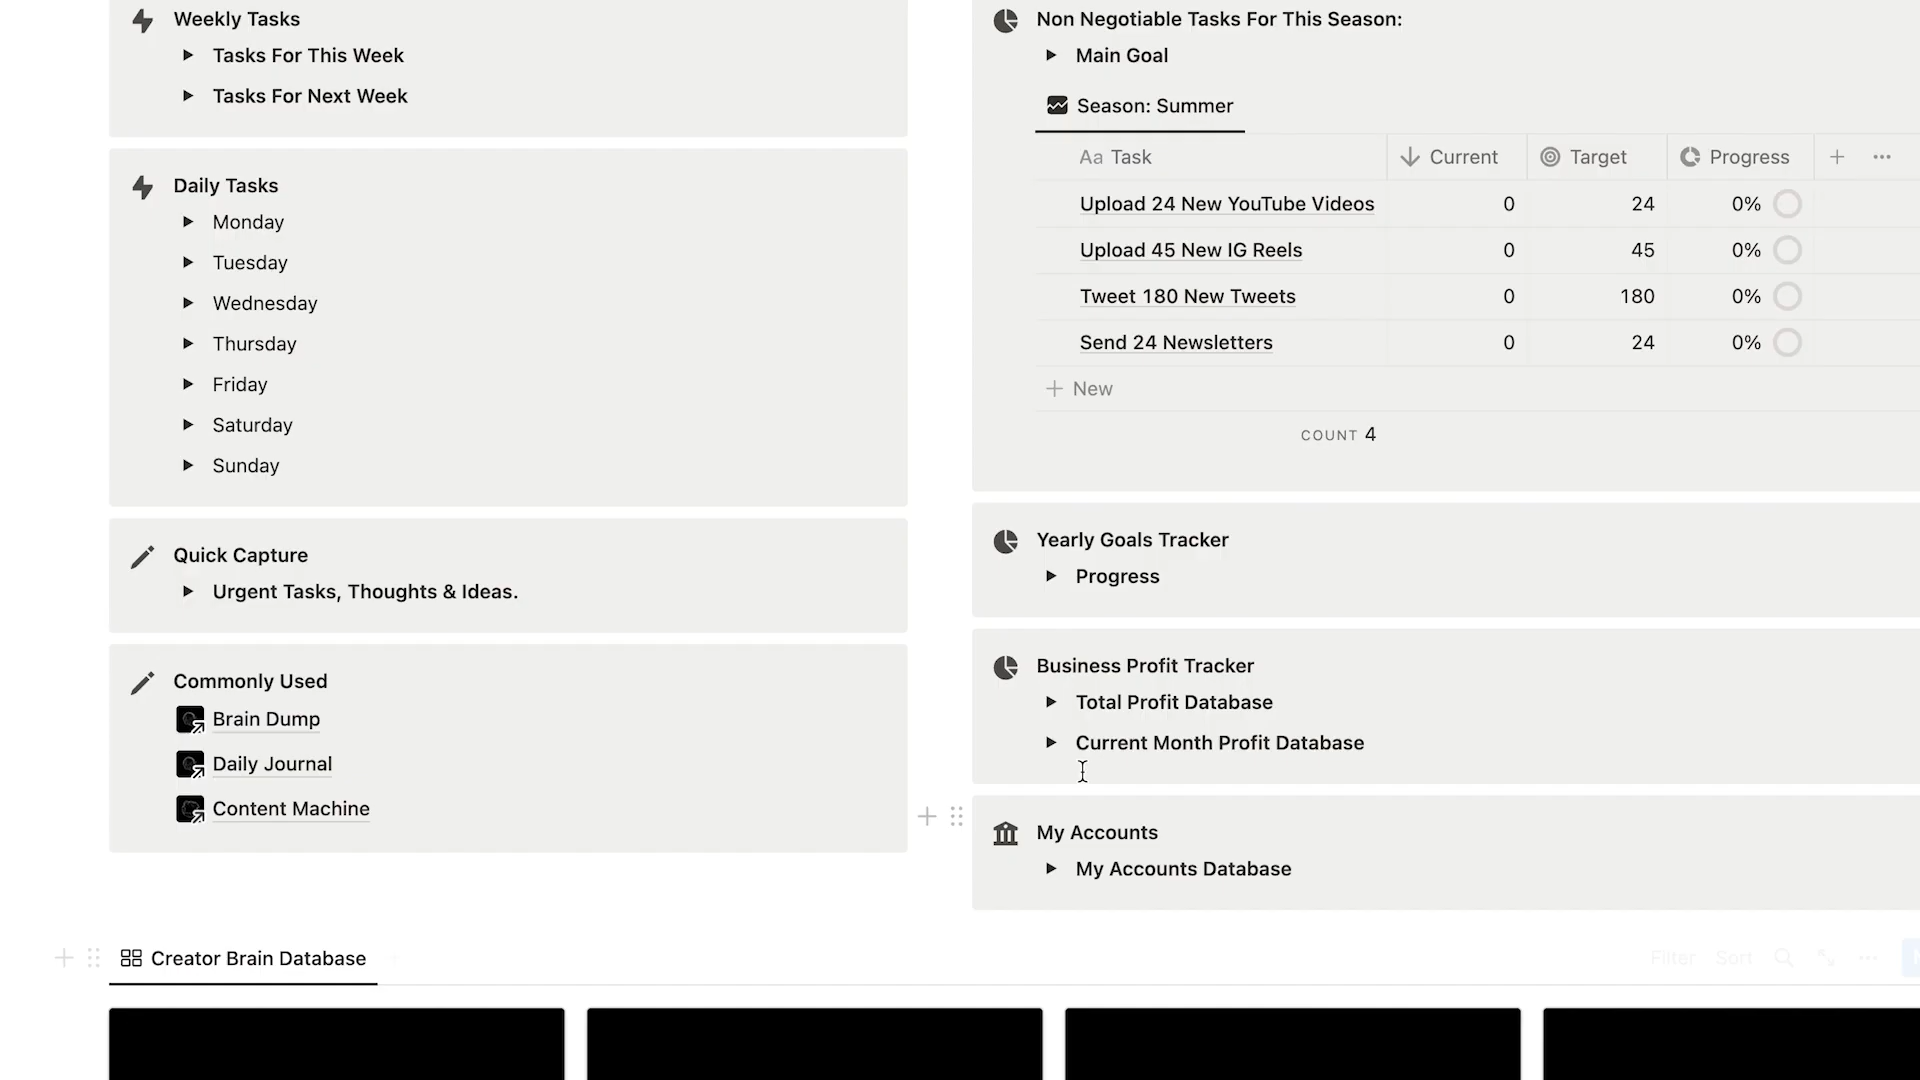 Weekly Tasks
Tasks For This Week
Tasks For Next Week
Daily Tasks
Monday
Tuesday
Wednesday
Thursday
Friday
Saturday
Sunday
Quick Capture
Urgent Tasks, Thoughts & Ideas.
Commonly Used
Brain Dump
Daily Journal
Content Machine
Non Negotiable Tasks For This Season:
Main Goal
Season: Summer
Aa Task Current Target Progress
Upload 24 New YouTube Videos 0 24 0%
Upload 45 New IG Reels 0 45 0%
Tweet 180 New Tweets 0 180 0%
Send 24 Newsletters 0 24 0%
New
COUNT 4
Yearly Goals Tracker
Progress
Business Profit Tracker
Total Profit Database
Current Month Profit Database
My Accounts
My Accounts Database
Creator Brain Database
Filter Sort